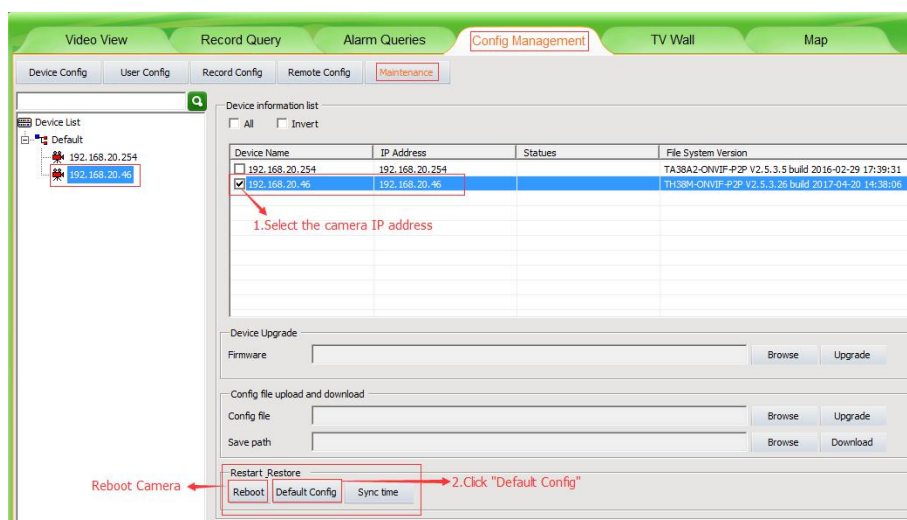 Video View Record Query Alarm Queries Config Management TV Wall Map
Device Config User Config Record Config Remote Config Maintenance
Device List
Default
192.168.20.254
192.168.20.46
Device information list
All Invert
Device Name IP Address Statues File System Version
192.168.20.254 192.168.20.254 TA38A2-ONVIF-P2P V2.5.3.5 build 2016-02-29 17:39:31
192.168.20.46 192.168.20.46 TH38M-ONVIF-P2P V2.5.3.26 build 2017-04-20 14:38:06
1.Select the camera IP address
Device Upgrade
Firmware Browse Upgrade
Config file upload and download
Config file Browse Upgrade
Save path Browse Download
Restart_Restore
Reboot Camera Reboot Default Config Sync time 2.Click "Default Config"